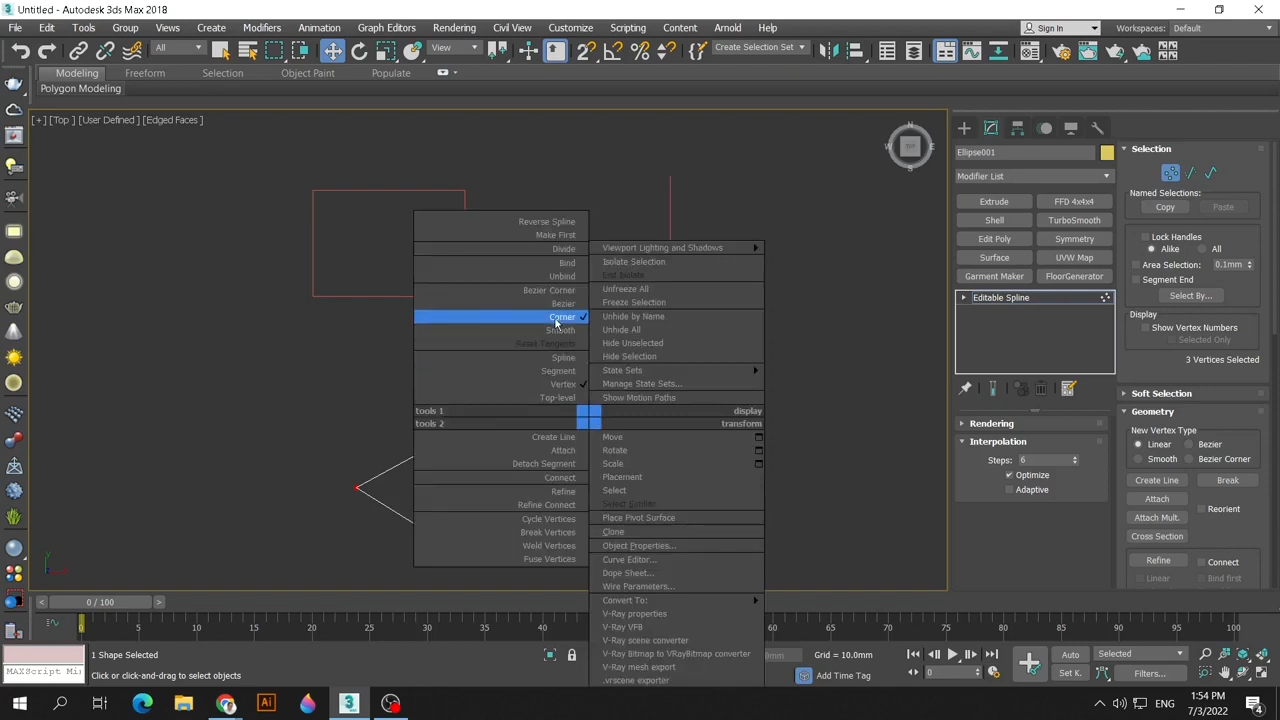 Untitled - Autodesk 3ds Max 2018
File Edit Tools Group Views Create Modifiers Animation Graph Editors Rendering Civil View Customize Scripting Content Arnold Help
Sign In Workspaces: Default
All View Create Selection Set
Modeling Freeform Selection Object Paint Populate
Polygon Modeling
[+] [Top ] [User Defined ] [Edged Faces ]
N
W E
S
TOP
Reverse Spline
Make First
Divide
Bind
Unbind
Bezier Corner
Bezier
Corner
Smooth
Reset Tangents
Spline
Segment
Vertex
Top-level
tools 1
tools 2
Create Line
Attach
Detach Segment
Connect
Refine
Refine Connect
Cycle Vertices
Break Vertices
Weld Vertices
Fuse Vertices
Viewport Lighting and Shadows
Isolate Selection
End Isolate
Unfreeze All
Freeze Selection
Unhide by Name
Unhide All
Hide Unselected
Hide Selection
State Sets
Manage State Sets...
Show Motion Paths
display
transform
Move
Rotate
Scale
Placement
Select
Select Similar
Place Pivot Surface
Clone
Object Properties...
Curve Editor...
Dope Sheet...
Wire Parameters...
Convert To:
V-Ray properties
V-Ray VFB
V-Ray scene converter
V-Ray Bitmap to VRayBitmap converter
V-Ray mesh export
.vrscene exporter
Ellipse001
Modifier List
Extrude FFD 4x4x4
Shell TurboSmooth
Edit Poly Symmetry
Surface UVW Map
Garment Maker FloorGenerator
Editable Spline
Rendering
Interpolation
Steps: 6
Optimize
Adaptive
Selection
Named Selections:
Copy Paste
Lock Handles
Alike All
Area Selection: 0.1mm
Segment End
Select By...
Display
Show Vertex Numbers
Selected Only
3 Vertices Selected
Soft Selection
Geometry
New Vertex Type
Linear Bezier
Smooth Bezier Corner
Create Line Break
Attach Reorient
Attach Mult.
Cross Section
Refine Connect
Linear Bind first
0 / 100
0 5 10 15 20 25 30 35 40 65 70 75 80 85 90 95 100
MAXScript Mi
1 Shape Selected
Click or click-and-drag to select objects
mm Grid = 10.0mm
Add Time Tag
0
Auto Selected
Set K. Filters...
ENG
1:54 PM
7/3/2022
4